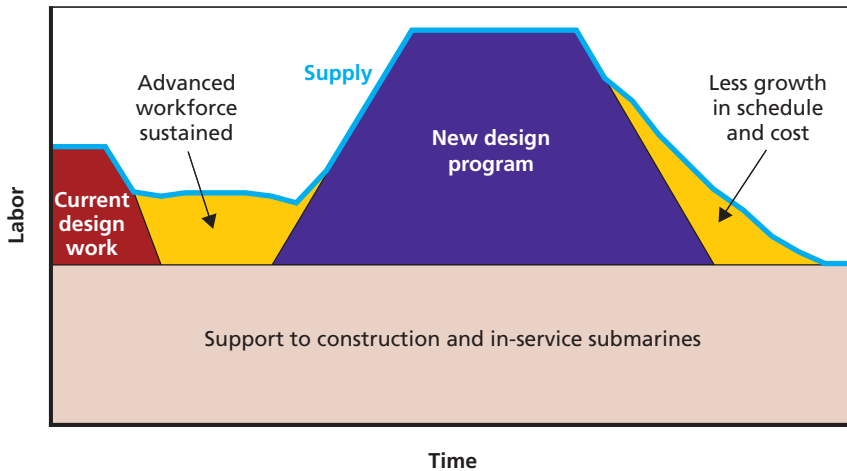 Supply
Advanced
workforce
sustained
Less growth
in schedule
and cost
New design
program
Current
design
work
Labor
Support to construction and in-service submarines
Time